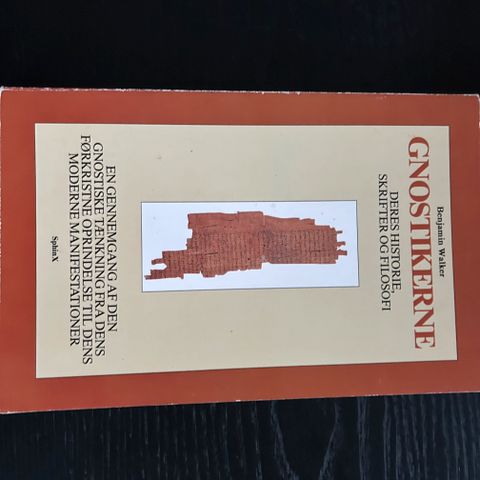 Benjamin Walker
GNOSTIKERNE
DERES HISTORIE,
SKRIFTER OG FILOSOFI
EN GENNEMGANG AF DEN
GNOSTISKE TÆNKNING FRA DENS
FØRKRISTNE OPRINDELSE TIL DENS
MODERNE MANIFESTATIONER
SphinX